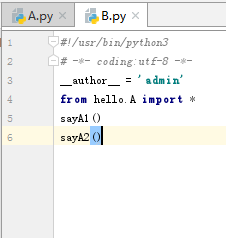 A.py B.py
1 #!/usr/bin/python3
2 # -*- coding:utf-8 -*-
3 __author__ = 'admin'
4 from hello.A import *
5 sayA1()
6 sayA2()